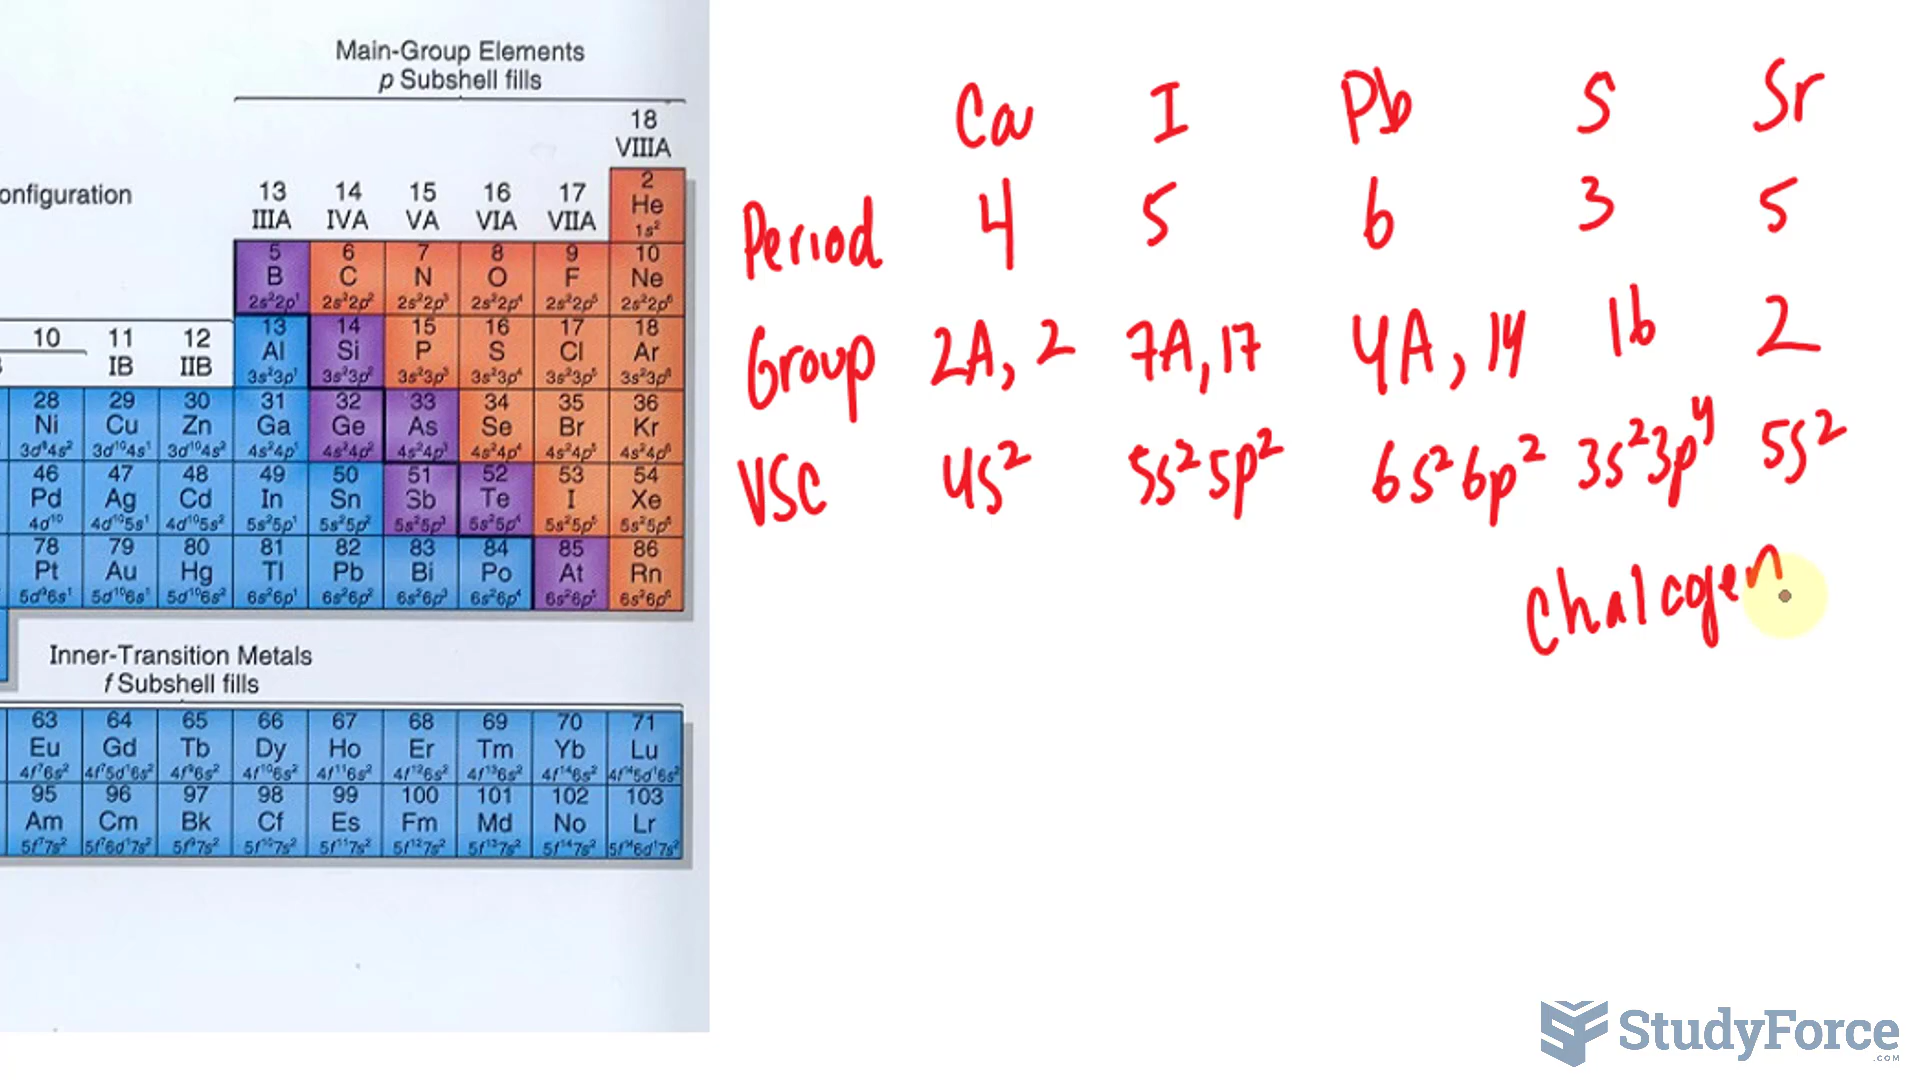 Main-Group Elements
p Subshell fills
18
VIIIA
onfiguration
13 14 15 16 17
IIIA IVA VA VIA VIIA
2
He
1s²
5 6 7 8 9 10
B C N O F Ne
2s²2p¹ 2s²2p² 2s²2p³ 2s²2p⁴ 2s²2p⁵ 2s²2p⁶
10 11 12
IB IIB
13 14 15 16 17 18
Al Si P S Cl Ar
3s²3p¹ 3s²3p² 3s²3p³ 3s²3p⁴ 3s²3p⁵ 3s²3p⁶
28 29 30 31 32 33 34 35 36
Ni Cu Zn Ga Ge As Se Br Kr
3d⁸4s² 3d¹⁰4s¹ 3d¹⁰4s² 4s²4p¹ 4s²4p² 4s²4p³ 4s²4p⁴ 4s²4p⁵ 4s²4p⁶
46 47 48 49 50 51 52 53 54
Pd Ag Cd In Sn Sb Te I Xe
4d¹⁰ 4d¹⁰5s¹ 4d¹⁰5s² 5s²5p¹ 5s²5p² 5s²5p³ 5s²5p⁴ 5s²5p⁵ 5s²5p⁶
78 79 80 81 82 83 84 85 86
Pt Au Hg Tl Pb Bi Po At Rn
5d⁹6s¹ 5d¹⁰6s¹ 5d¹⁰6s² 6s²6p¹ 6s²6p² 6s²6p³ 6s²6p⁴ 6s²6p⁵ 6s²6p⁶
Inner-Transition Metals
f Subshell fills
63 64 65 66 67 68 69 70 71
Eu Gd Tb Dy Ho Er Tm Yb Lu
4f⁷6s² 4f⁷5d¹6s² 4f⁹6s² 4f¹⁰6s² 4f¹¹6s² 4f¹²6s² 4f¹³6s² 4f¹⁴6s² 4f¹⁴5d¹6s²
95 96 97 98 99 100 101 102 103
Am Cm Bk Cf Es Fm Md No Lr
5f⁷7s² 5f⁷6d¹7s² 5f⁹7s² 5f¹⁰7s² 5f¹¹7s² 5f¹²7s² 5f¹³7s² 5f¹⁴7s² 5f¹⁴6d¹7s²
Ca I Pb S Sr
Period 4 5 6 3 5
Group 2A, 2 7A, 17 4A, 14 16 2
VSC 4s² 5s²5p² 6s²6p² 3s²3p⁴ 5s²
Chalcogen
StudyForce
.COM